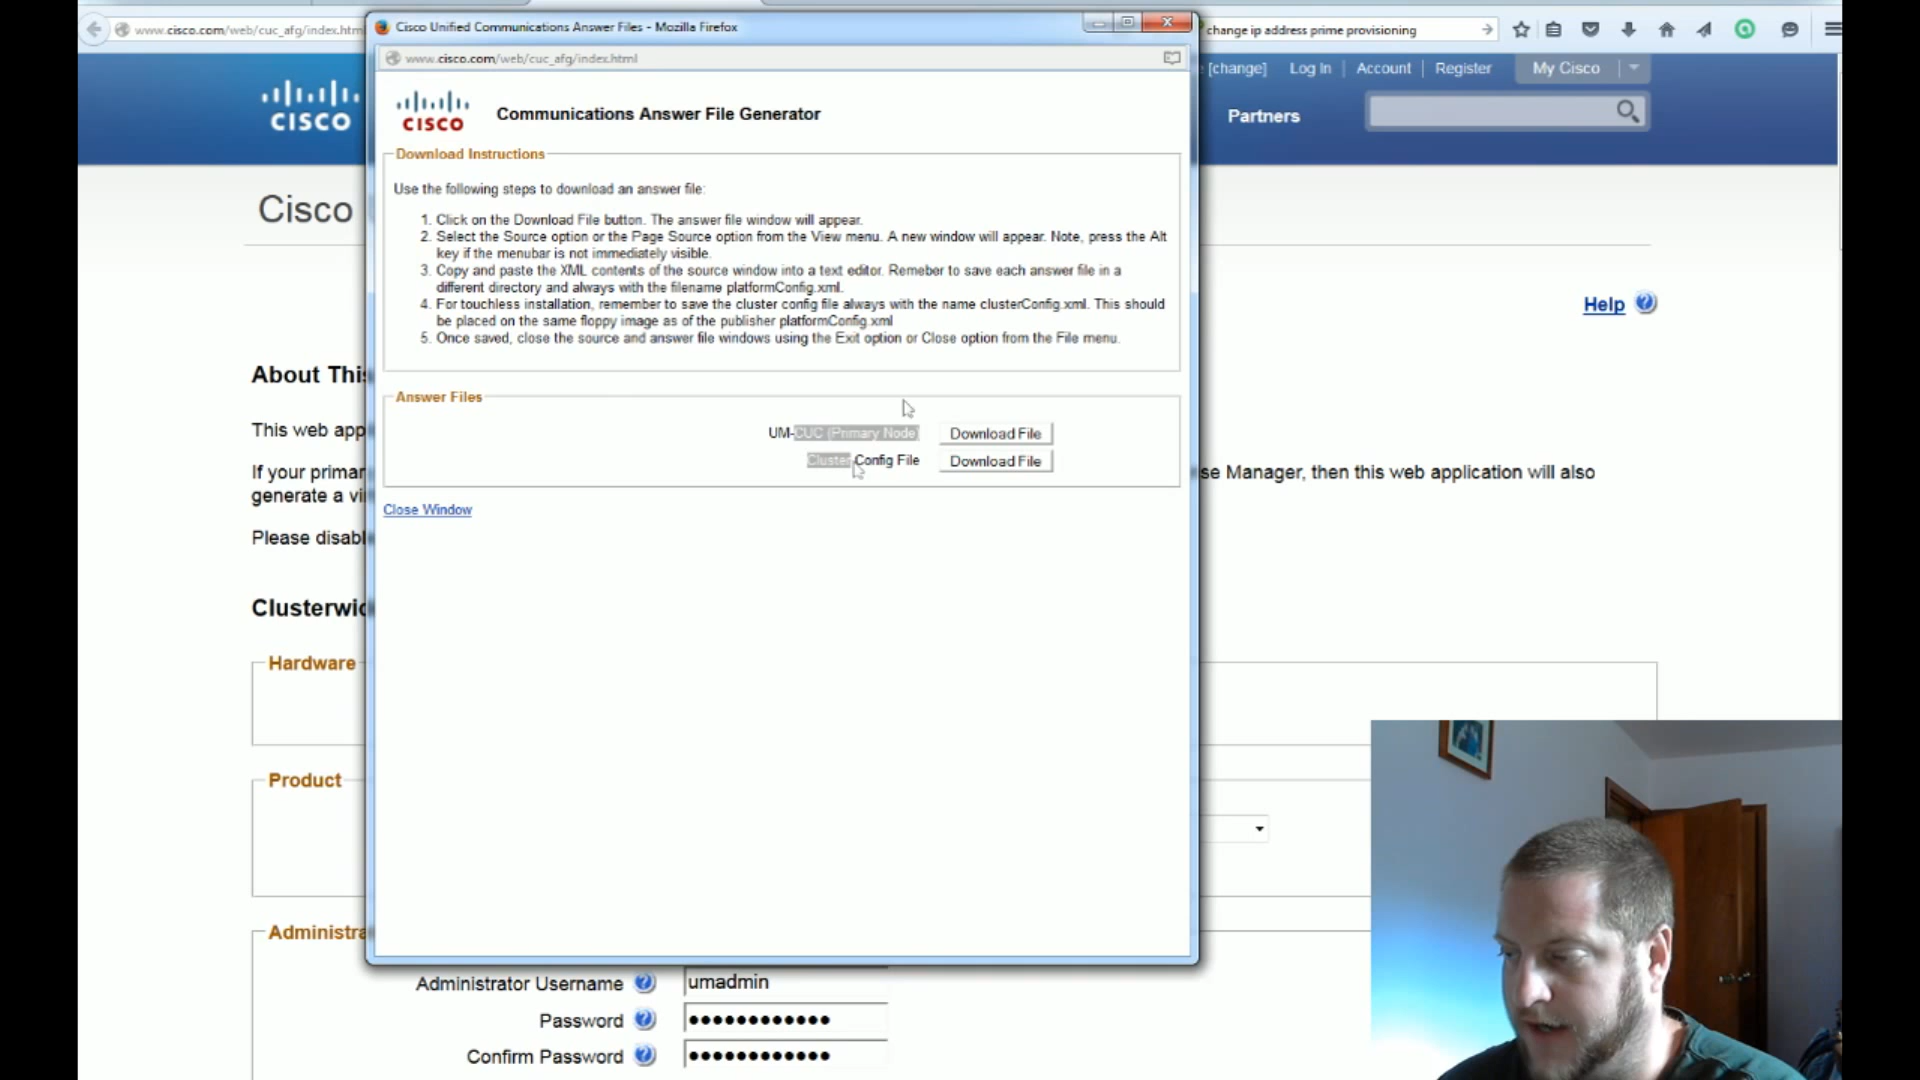 Cisco Unified Communications Answer Files - Mozilla Firefox
www.cisco.com/web/cuc_afg/index.html
change ip address prime provisioning
www.cisco.com/web/cuc_afg/index.html
[change] Log In Account Register My Cisco
CISCO
CISCO
Communications Answer File Generator
Partners
Download Instructions
Use the following steps to download an answer file:
1. Click on the Download File button. The answer file window will appear.
2. Select the Source option or the Page Source option from the View menu. A new window will appear. Note, press the Alt
key if the menubar is not immediately visible.
3. Copy and paste the XML contents of the source window into a text editor. Remeber to save each answer file in a
different directory and always with the filename platformConfig.xml.
4. For touchless installation, remember to save the cluster config file always with the name clusterConfig.xml. This should
be placed on the same floppy image as of the publisher platformConfig.xml
5. Once saved, close the source and answer file windows using the Exit option or Close option from the File menu.
Cisco
Help
About This
Answer Files
UM-CUC (Primary Node) Download File
Cluster Config File Download File
Close Window
This web app
If your primar
se Manager, then this web application will also
generate a vi
Please disabl
Clusterwid
Hardware
Product
Administra
Administrator Username umadmin
Password ●●●●●●●●●●●●
Confirm Password ●●●●●●●●●●●●